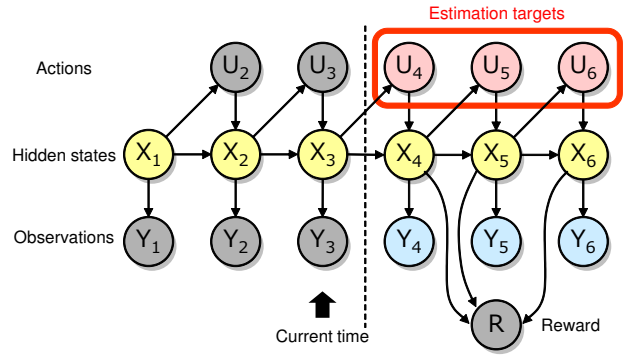 Estimation targets
Actions
U2 U3 U4 U5 U6
Hidden states
X1 X2 X3 X4 X5 X6
Observations
Y1 Y2 Y3 Y4 Y5 Y6
Current time
R
Reward